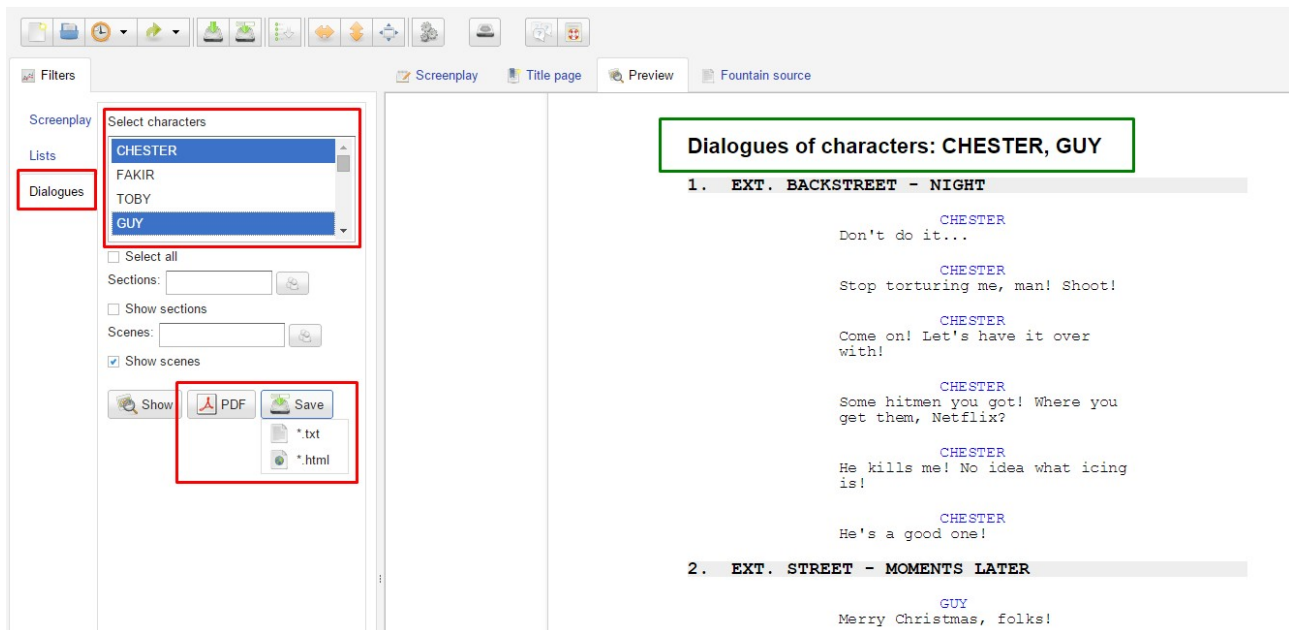 Filters
Screenplay
Title page
Preview
Fountain source
Screenplay
Lists
Dialogues
Select characters
CHESTER
FAKIR
TOBY
GUY
Select all
Sections:
Show sections
Scenes:
Show scenes
Show
PDF
Save
*.txt
*.html
Dialogues of characters: CHESTER, GUY
1. EXT. BACKSTREET - NIGHT
CHESTER
Don't do it...
CHESTER
Stop torturing me, man! Shoot!
CHESTER
Come on! Let's have it over
with!
CHESTER
Some hitmen you got! Where you
get them, Netflix?
CHESTER
He kills me! No idea what icing
is!
CHESTER
He's a good one!
2. EXT. STREET - MOMENTS LATER
GUY
Merry Christmas, folks!